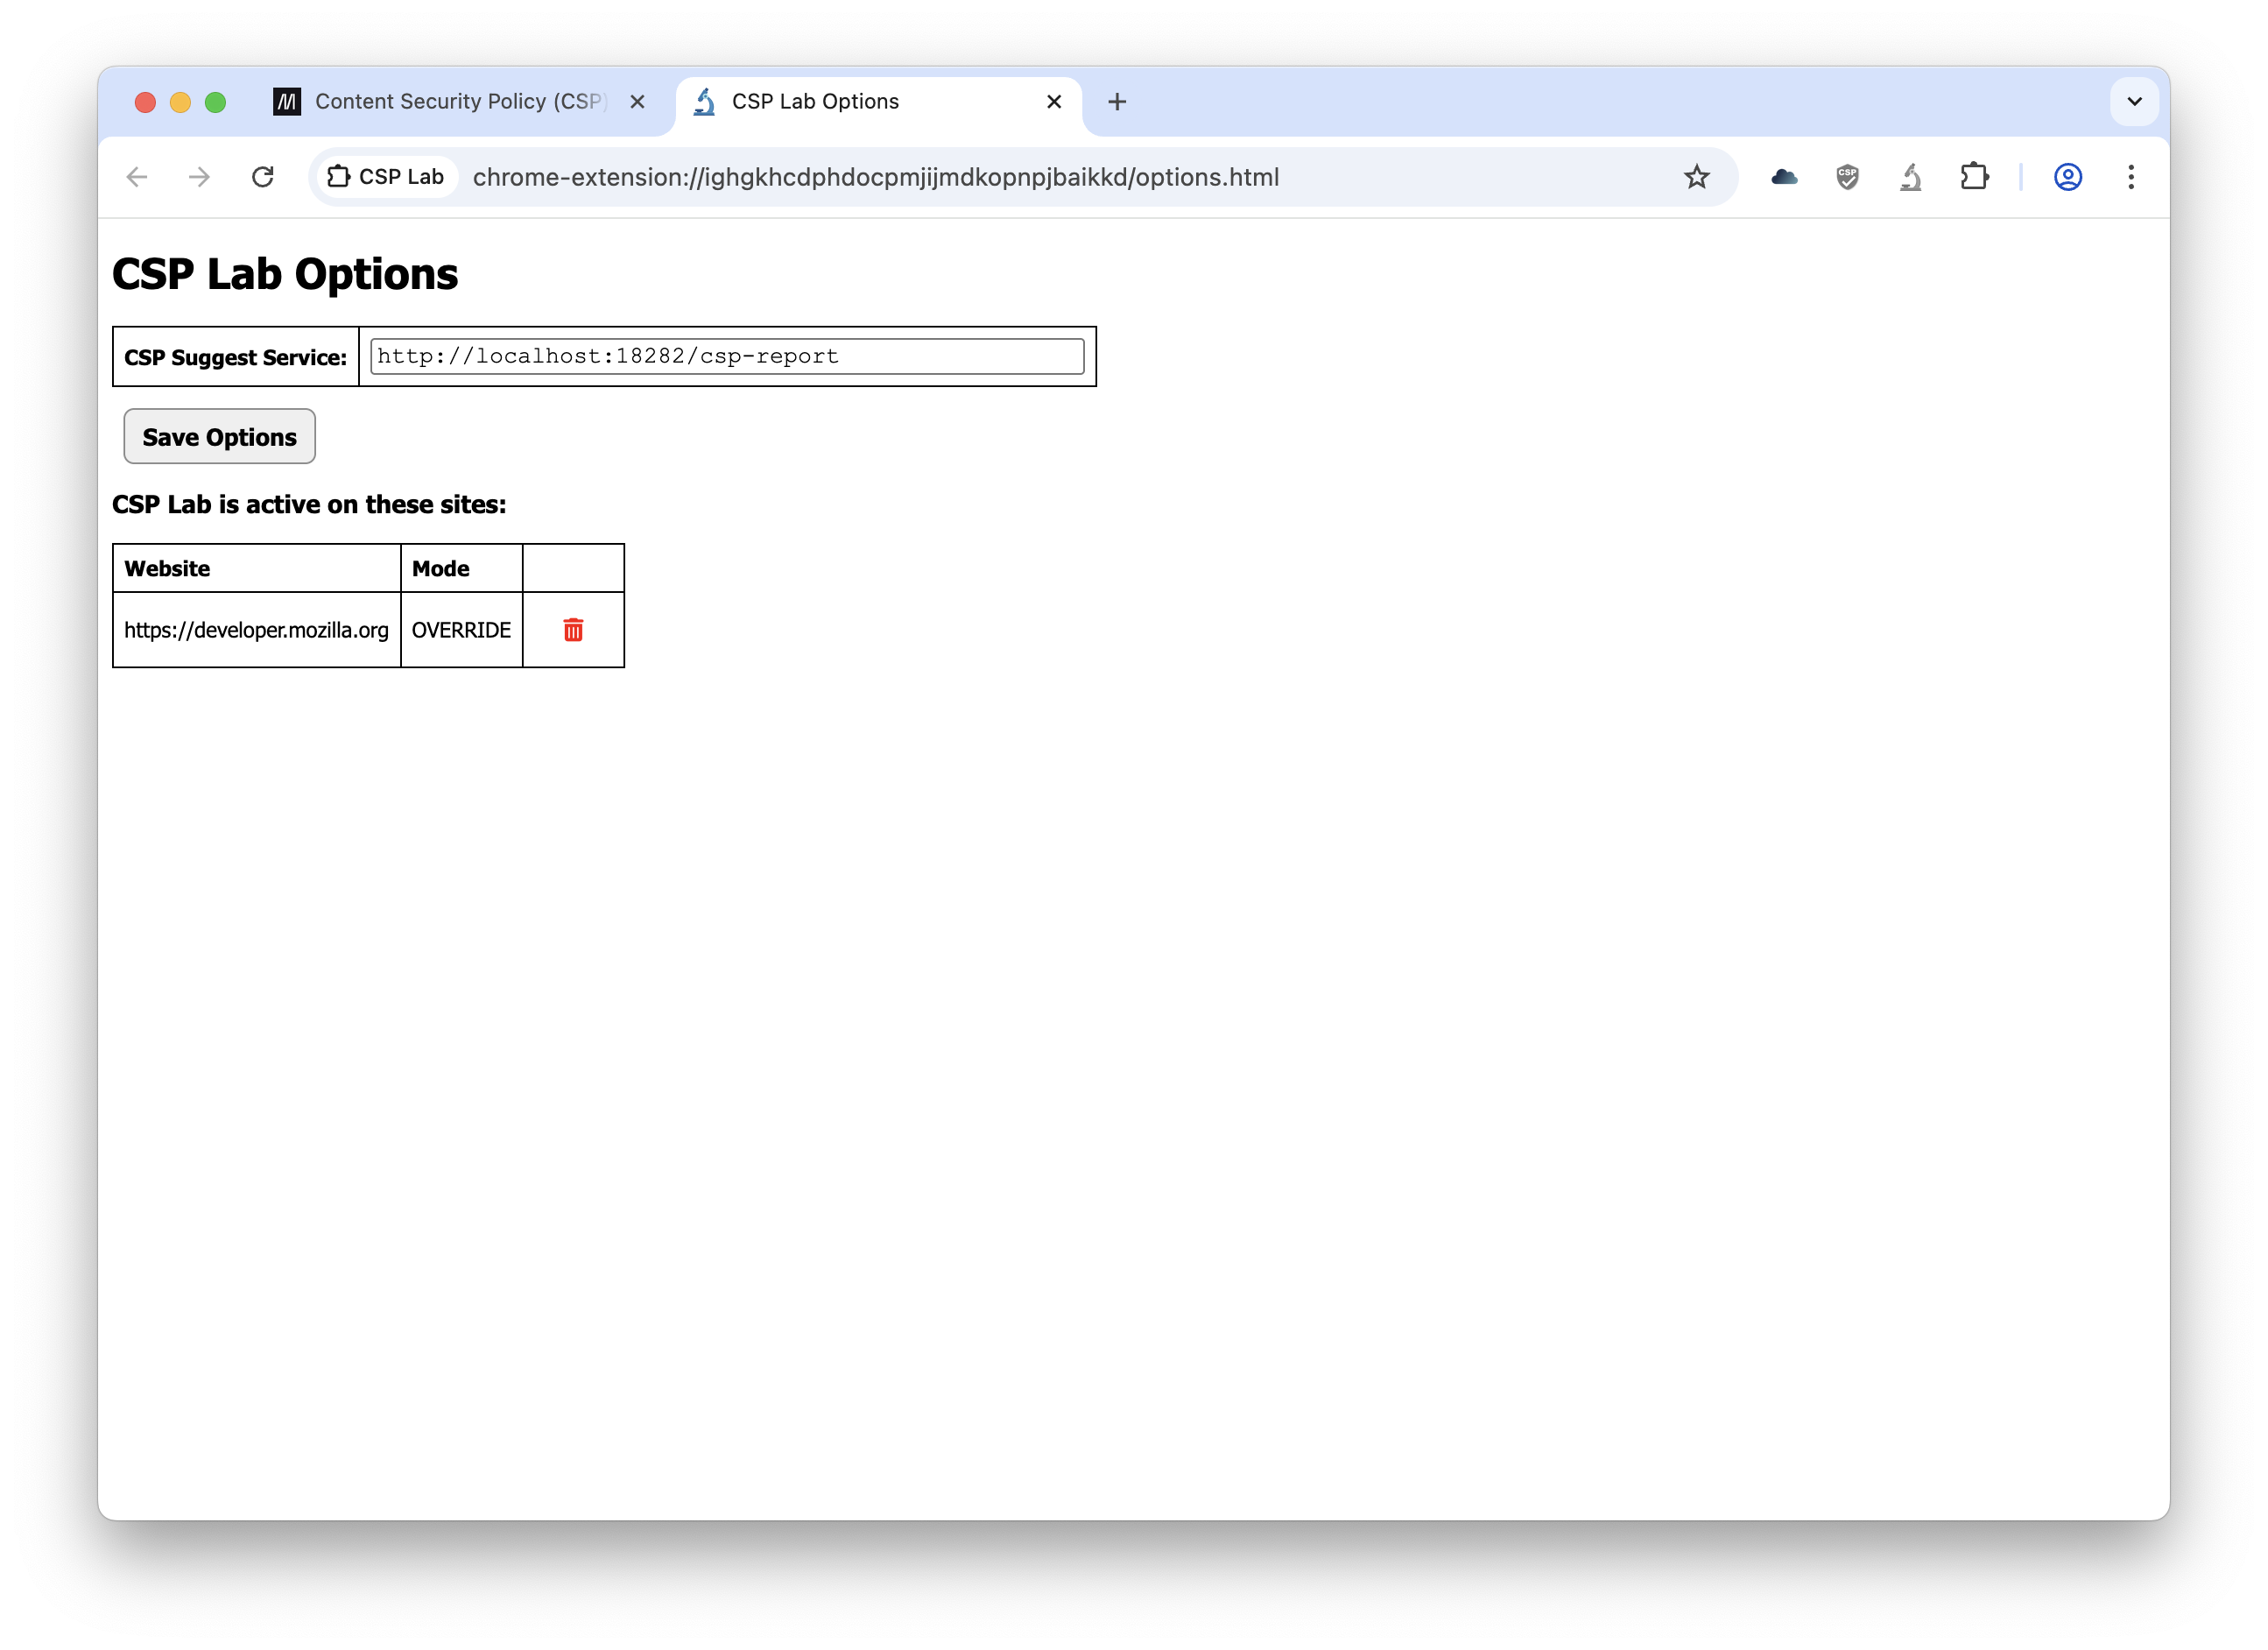 Content Security Policy (CSP)
CSP Lab Options
CSP Lab
chrome-extension://ighgkhcdphdocpmjijmdkopnpjbaikkd/options.html
CSP
CSP Lab Options
CSP Suggest Service: http://localhost:18282/csp-report
Save Options
CSP Lab is active on these sites:
Website Mode
https://developer.mozilla.org OVERRIDE